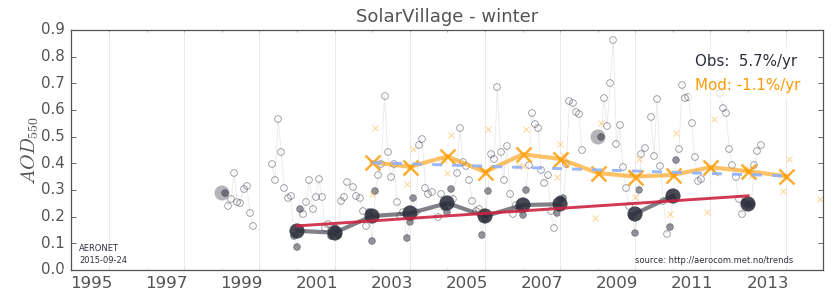 SolarVillage - winter
0.9
0.8
0.7
0.6
0.5
0.4
0.3
0.2
0.1
0.0
AOD550
Obs: 5.7%/yr
Mod: -1.1%/yr
AERONET
2015-09-24
source: http://aerocom.met.no/trends
1995 1997 1999 2001 2003 2005 2007 2009 2011 2013